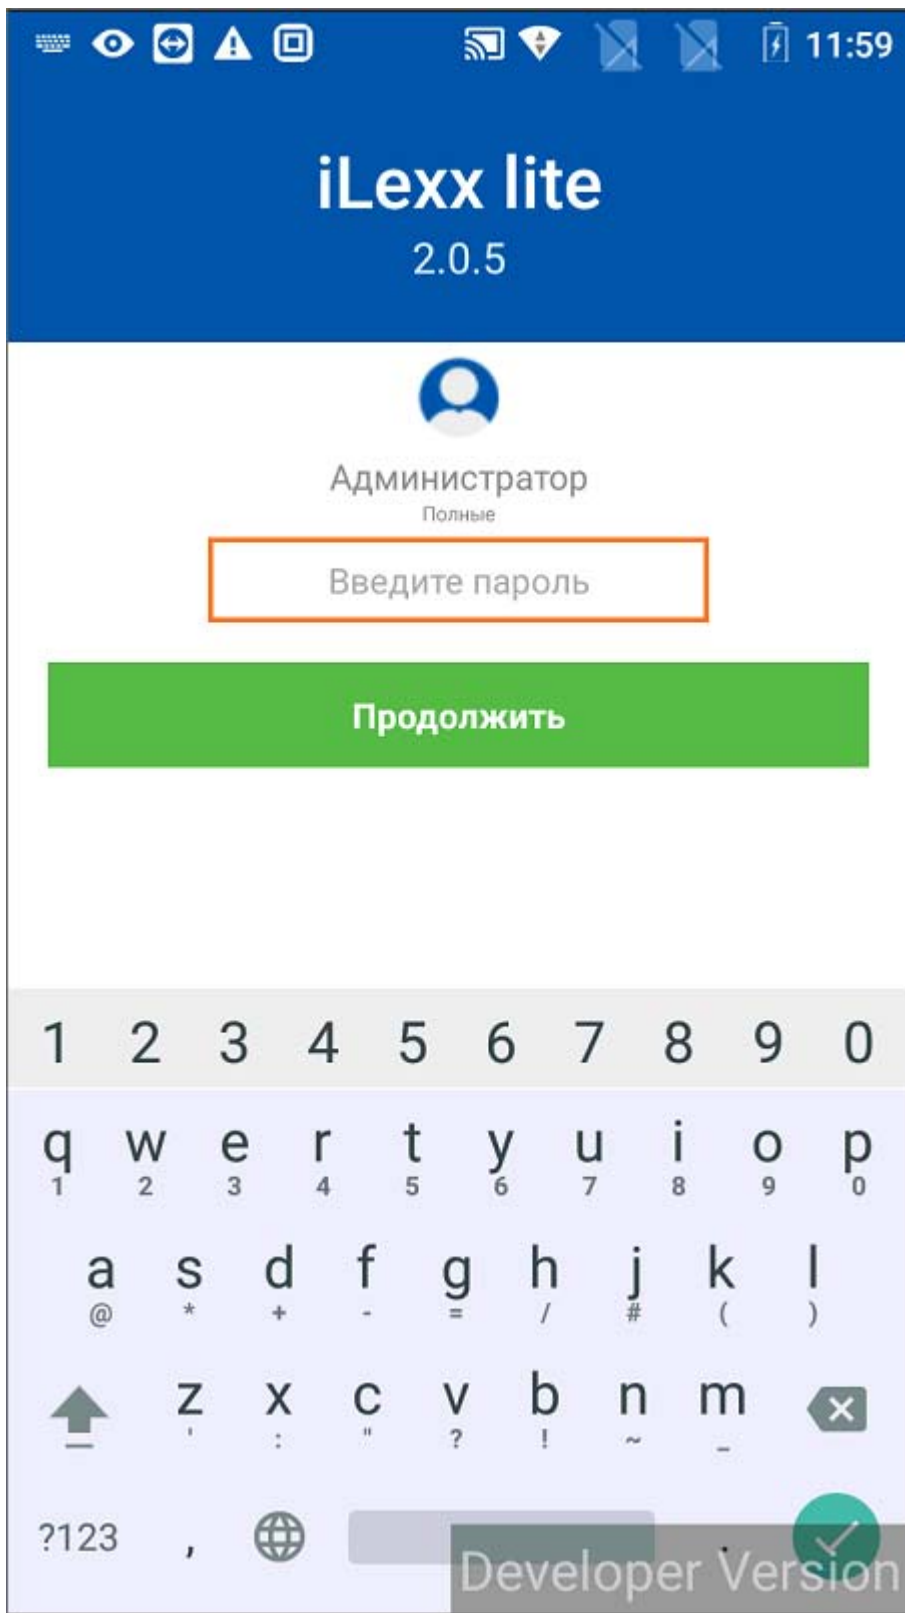 11:59
iLexx lite
2.0.5
Администратор
Полные
Введите пароль
Продолжить
1 2 3 4 5 6 7 8 9 0
q w e r t y u i o p
1 2 3 4 5 6 7 8 9 0
a s d f g h j k l
@ * + - = / # ( )
z x c v b n m
' : " ? ! ~ _
?123 , .
Developer Version